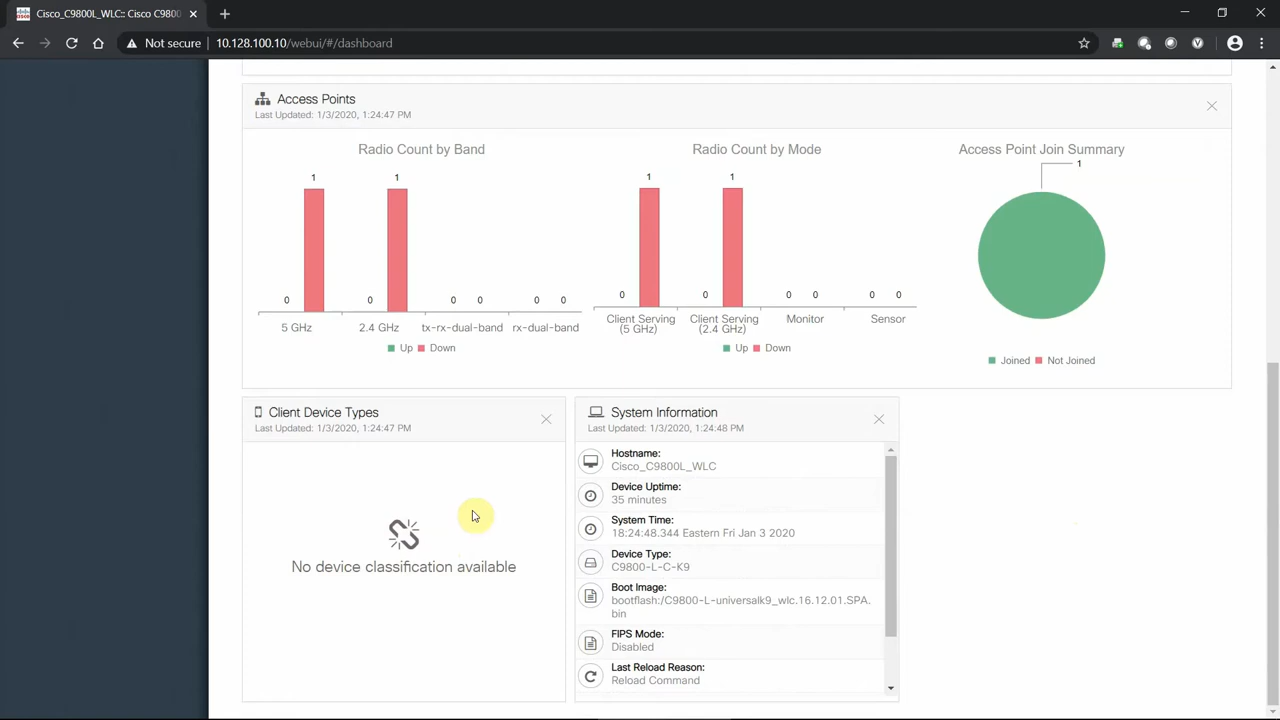 Cisco_C9800L_WLC:: Cisco C9800
Not secure 10.128.100.10/webui/#/dashboard
Access Points
Last Updated: 1/3/2020, 1:24:47 PM
Radio Count by Band
1 1
0 0 0 0 0 0
5 GHz 2.4 GHz tx-rx-dual-band rx-dual-band
Up Down
Radio Count by Mode
1 1
0 0 0 0 0 0
Client Serving (5 GHz) Client Serving (2.4 GHz) Monitor Sensor
Up Down
Access Point Join Summary
1
Joined Not Joined
Client Device Types
Last Updated: 1/3/2020, 1:24:47 PM
No device classification available
System Information
Last Updated: 1/3/2020, 1:24:48 PM
Hostname:
Cisco_C9800L_WLC
Device Uptime:
35 minutes
System Time:
18:24:48.344 Eastern Fri Jan 3 2020
Device Type:
C9800-L-C-K9
Boot Image:
bootflash:/C9800-L-universalk9_wlc.16.12.01.SPA.
bin
FIPS Mode:
Disabled
Last Reload Reason:
Reload Command